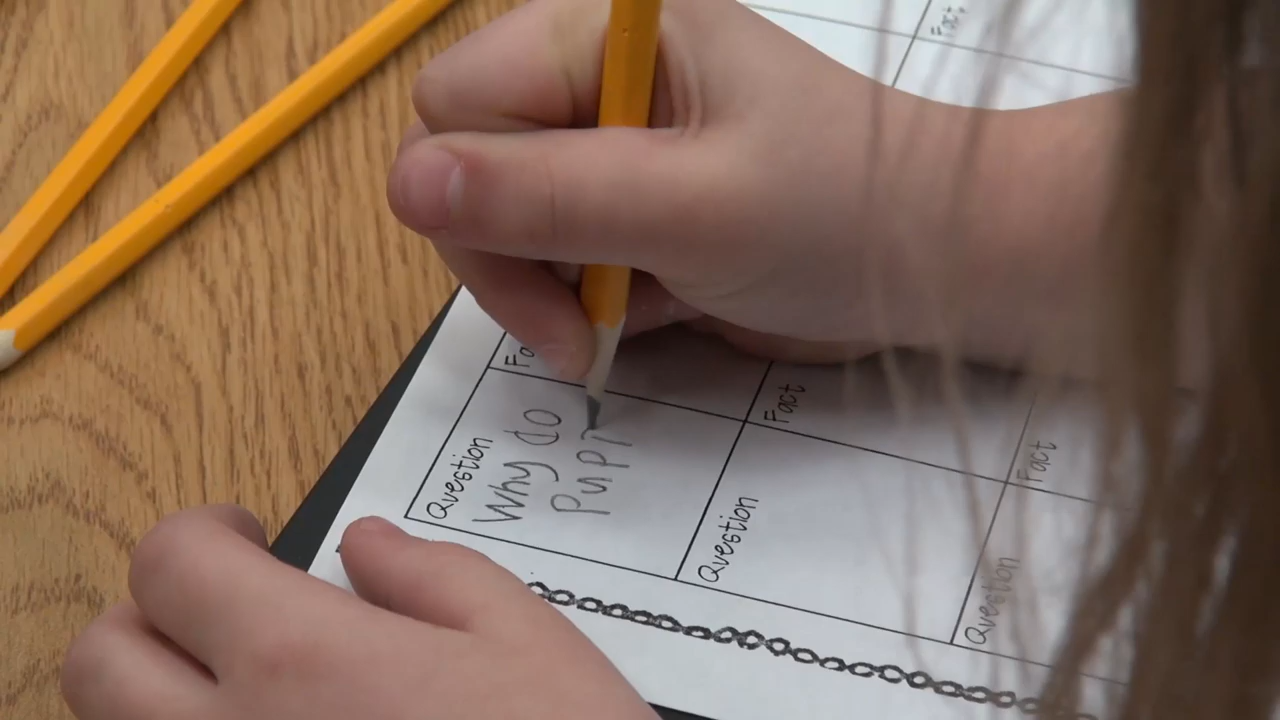 Question
Why do
Pupp
Fact
Question
Fact
Question
Fact